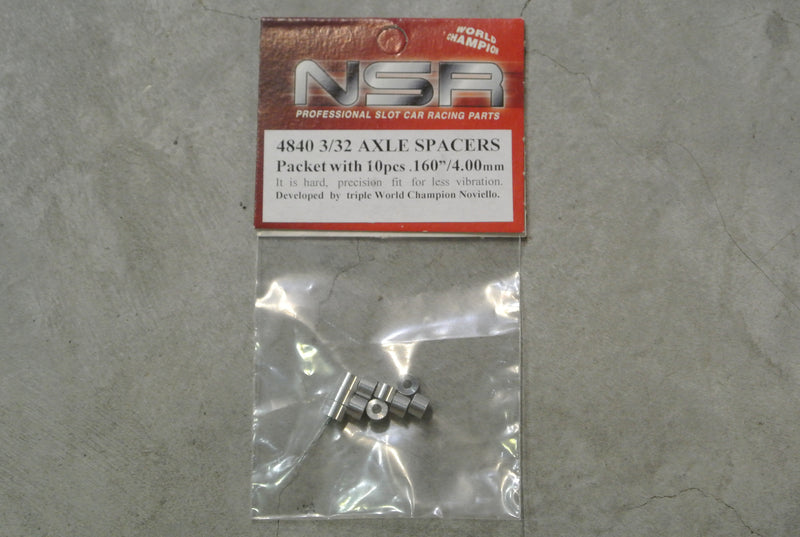 WORLD
CHAMPION
NSR
PROFESSIONAL SLOT CAR RACING PARTS
4840 3/32 AXLE SPACERS
Packet with 10pcs .160”/4.00mm
It is hard, precision fit for less vibration.
Developed by triple World Champion Noviello.